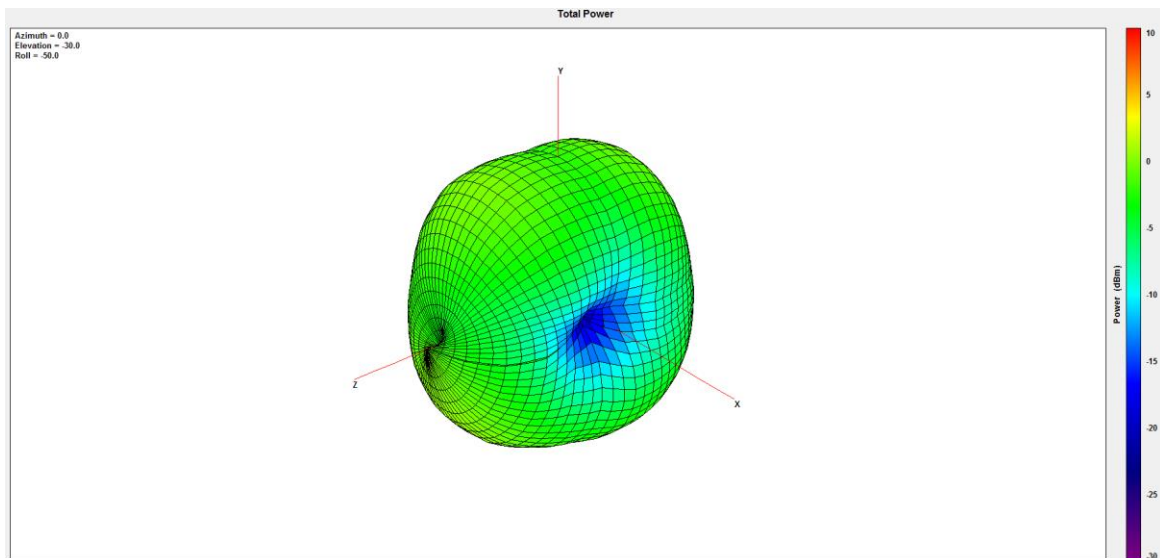 Total Power
Azimuth = 0.0
Elevation = -30.0
Roll = -50.0
Y
Z
X
10
5
0
-5
-10
-15
-20
-25
-30
Power (dBm)